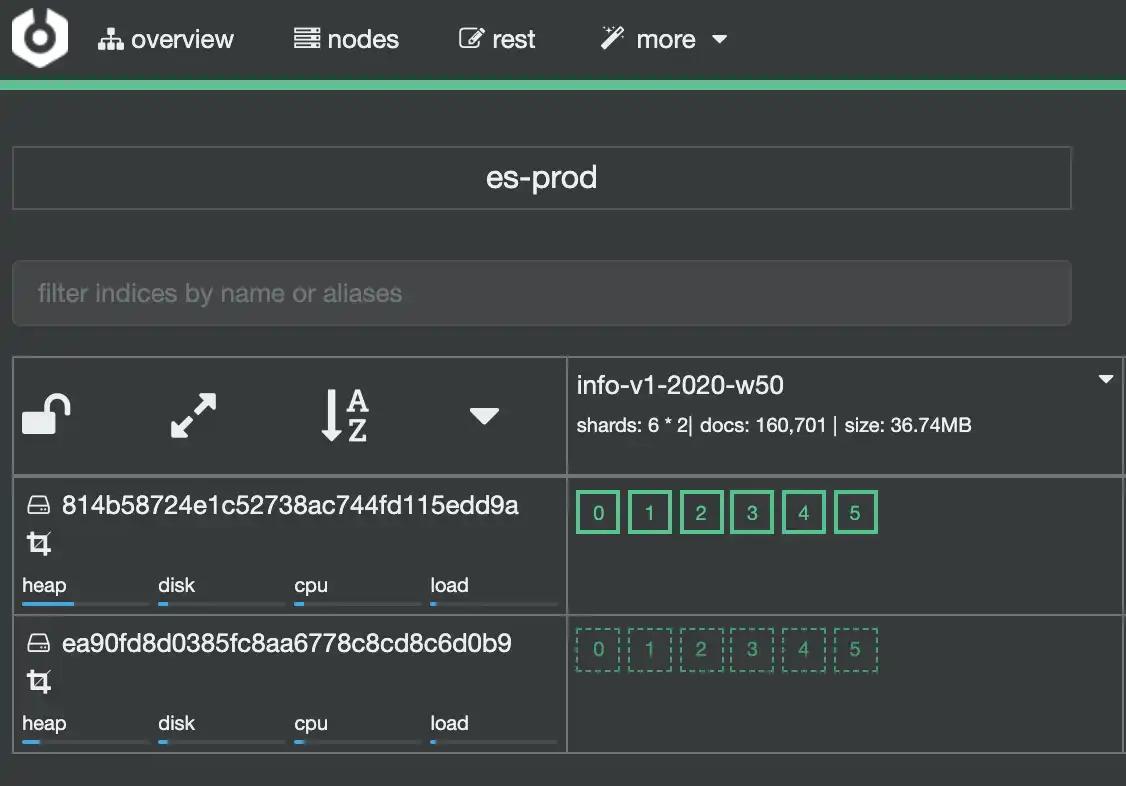 overview nodes rest more
es-prod
filter indices by name or aliases
A
Z
info-v1-2020-w50
shards: 6 * 2| docs: 160,701 | size: 36.74MB
814b58724e1c52738ac744fd115edd9a
0 1 2 3 4 5
heap disk cpu load
ea90fd8d0385fc8aa6778c8cd8c6d0b9
0 1 2 3 4 5
heap disk cpu load